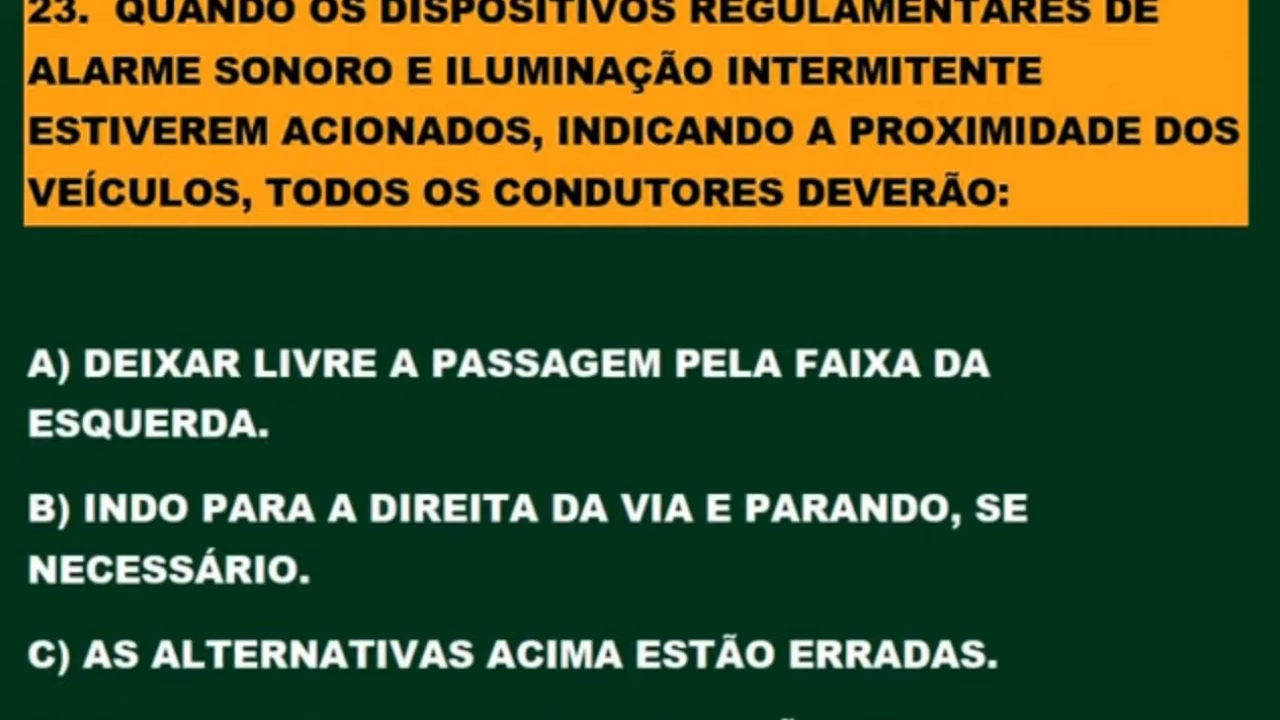 23. QUANDO OS DISPOSITIVOS REGULAMENTARES DE
ALARME SONORO E ILUMINAÇÃO INTERMITENTE
ESTIVEREM ACIONADOS, INDICANDO A PROXIMIDADE DOS
VEÍCULOS, TODOS OS CONDUTORES DEVERÃO:
A) DEIXAR LIVRE A PASSAGEM PELA FAIXA DA
ESQUERDA.
B) INDO PARA A DIREITA DA VIA E PARANDO, SE
NECESSÁRIO.
C) AS ALTERNATIVAS ACIMA ESTÃO ERRADAS.